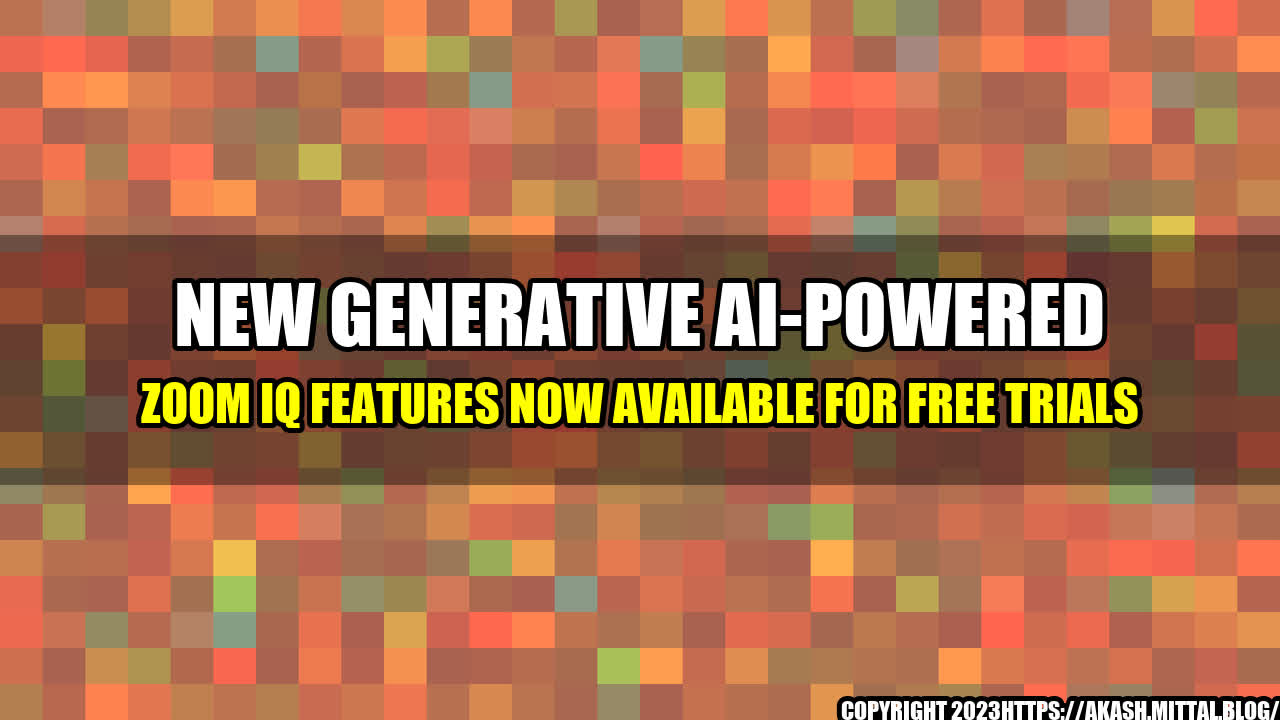 NEW GENERATIVE AI-POWERED
ZOOM IQ FEATURES NOW AVAILABLE FOR FREE TRIALS
COPYRIGHT 2023HTTPS://AKASH.MITTAL.BLOG/